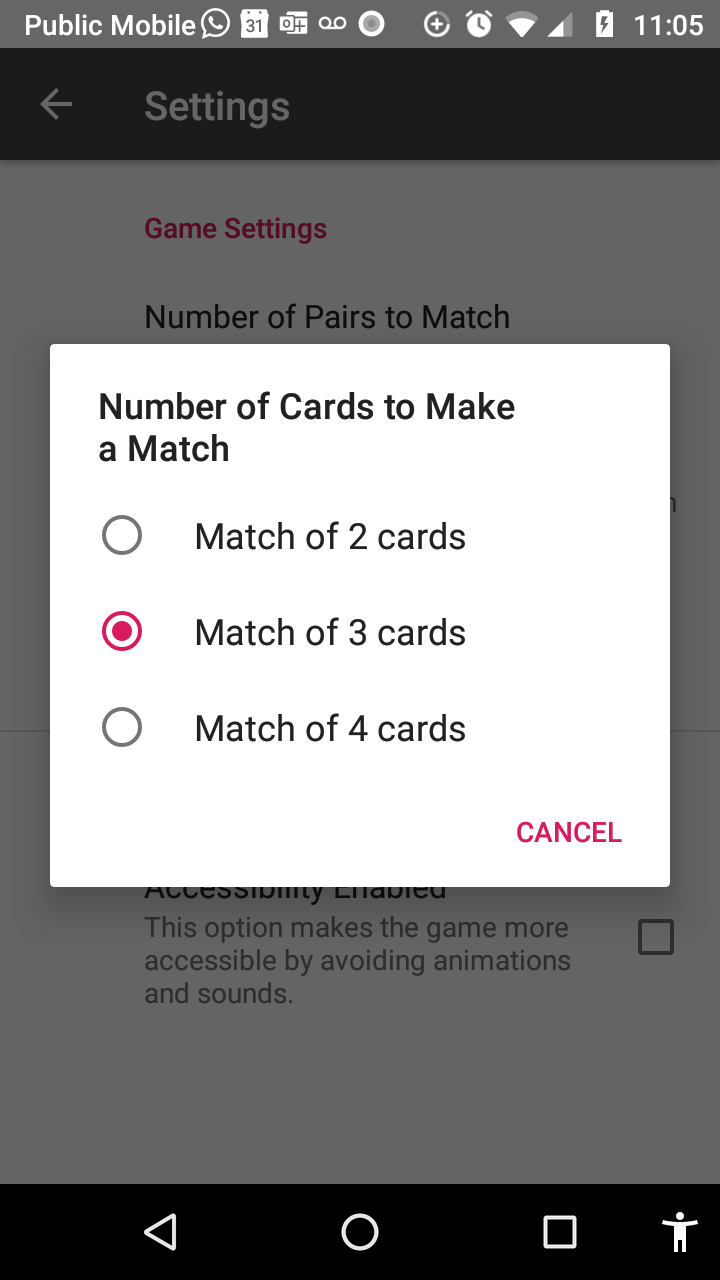 Public Mobile 31 11:05
Settings
Game Settings
Number of Pairs to Match
Number of Cards to Make
a Match
Match of 2 cards
Match of 3 cards
Match of 4 cards
CANCEL
Accessibility Enabled
This option makes the game more
accessible by avoiding animations
and sounds.